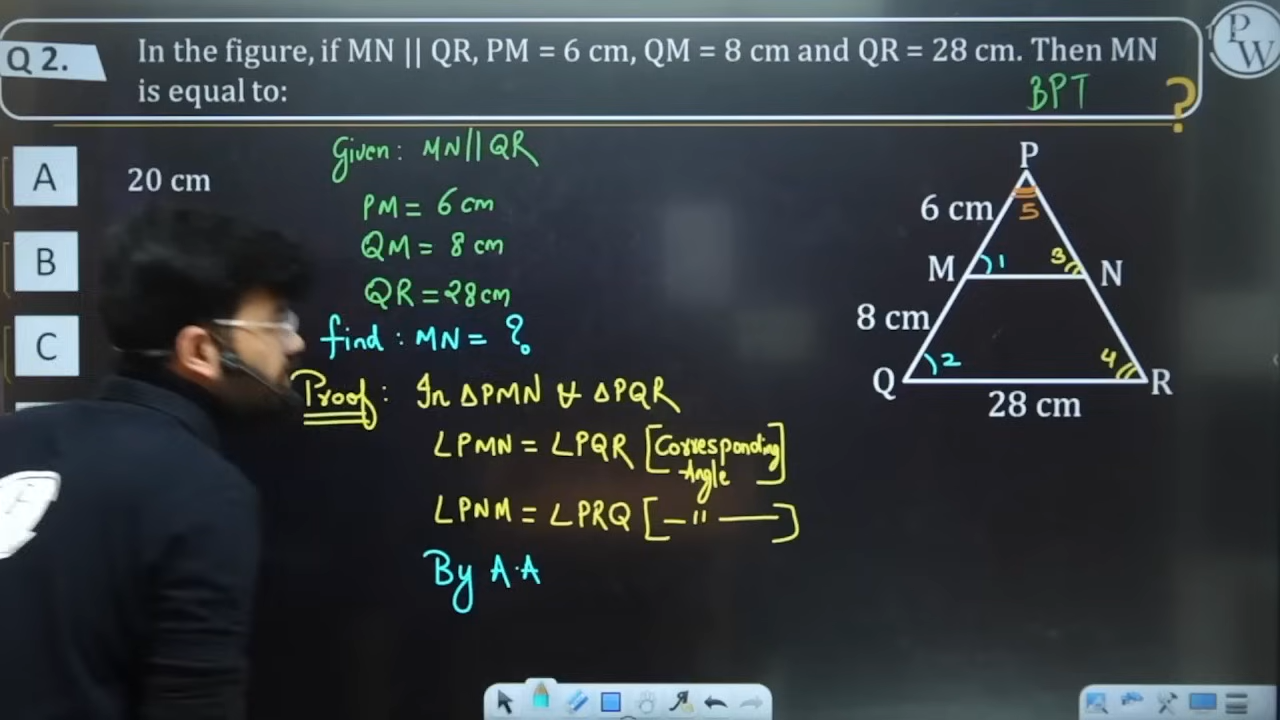 Q 2.
In the figure, if MN || QR, PM = 6 cm, QM = 8 cm and QR = 28 cm. Then MN
is equal to:
BPT
?
P
W
A
20 cm
B
C
Given: MN||QR
PM = 6 cm
QM = 8 cm
QR = 28 cm
find: MN = ?
Proof: In ΔPMN & ΔPQR
∠PMN = ∠PQR [Corresponding
Angle]
∠PNM = ∠PRQ [—"——]
By A.A
P
6 cm
5
M
1
3
N
8 cm
2
4
Q
R
28 cm